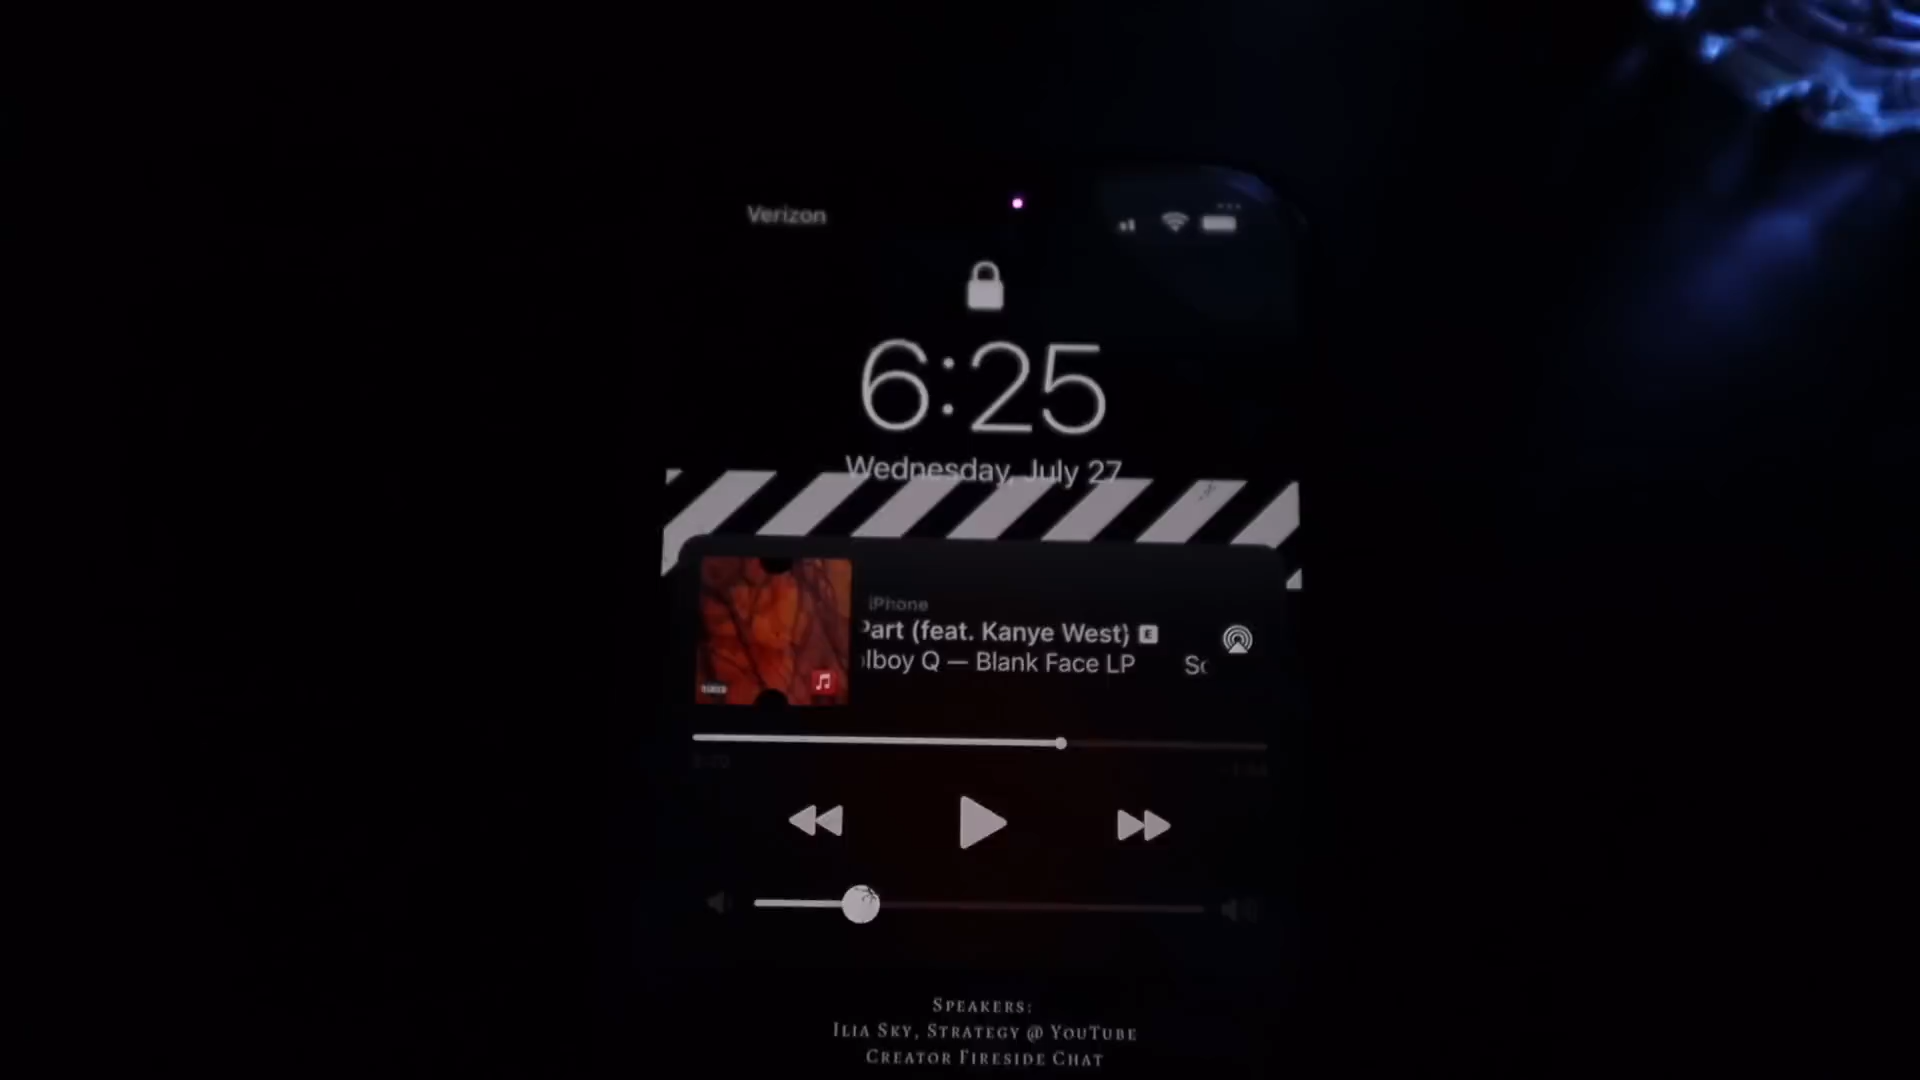 Verizon
6:25
Wednesday, July 27
iPhone
Part (feat. Kanye West) E
lboy Q — Blank Face LP Sc
SPEAKERS:
ILIA SKY, STRATEGY @ YOUTUBE
CREATOR FIRESIDE CHAT